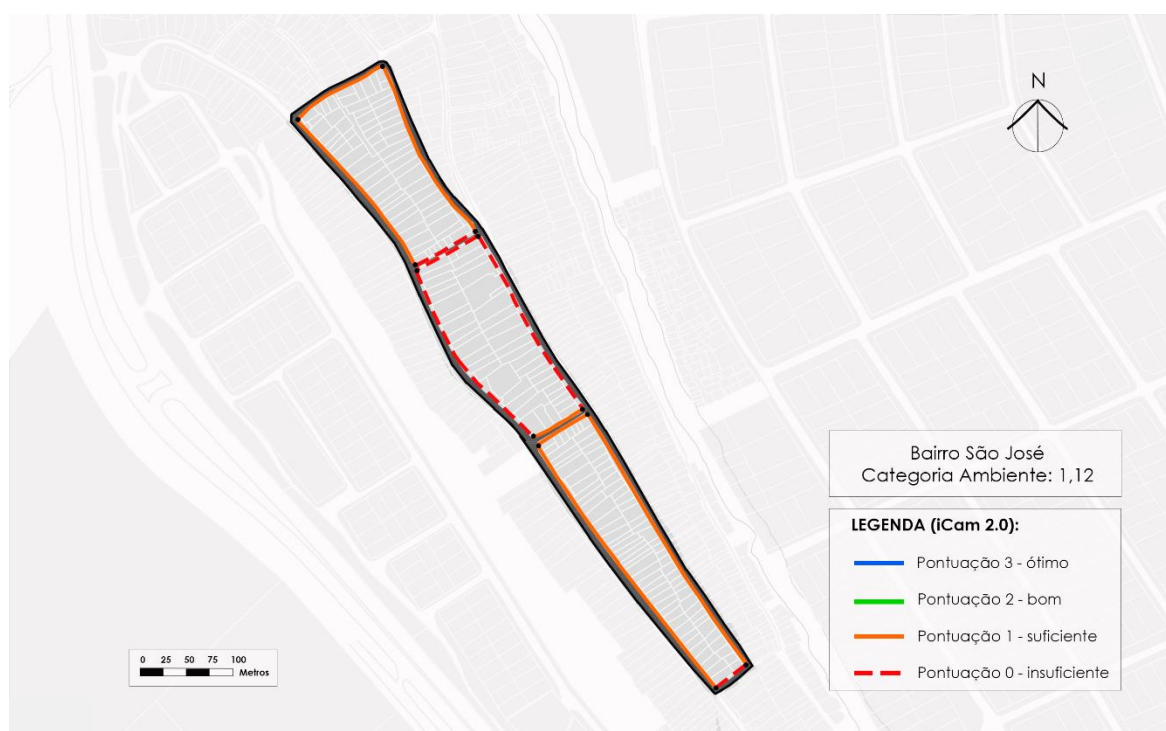 N
Bairro São José
Categoria Ambiente: 1,12
LEGENDA (iCam 2.0):
Pontuação 3 - ótimo
Pontuação 2 - bom
Pontuação 1 - suficiente
Pontuação 0 - insuficiente
0 25 50 75 100
Metros